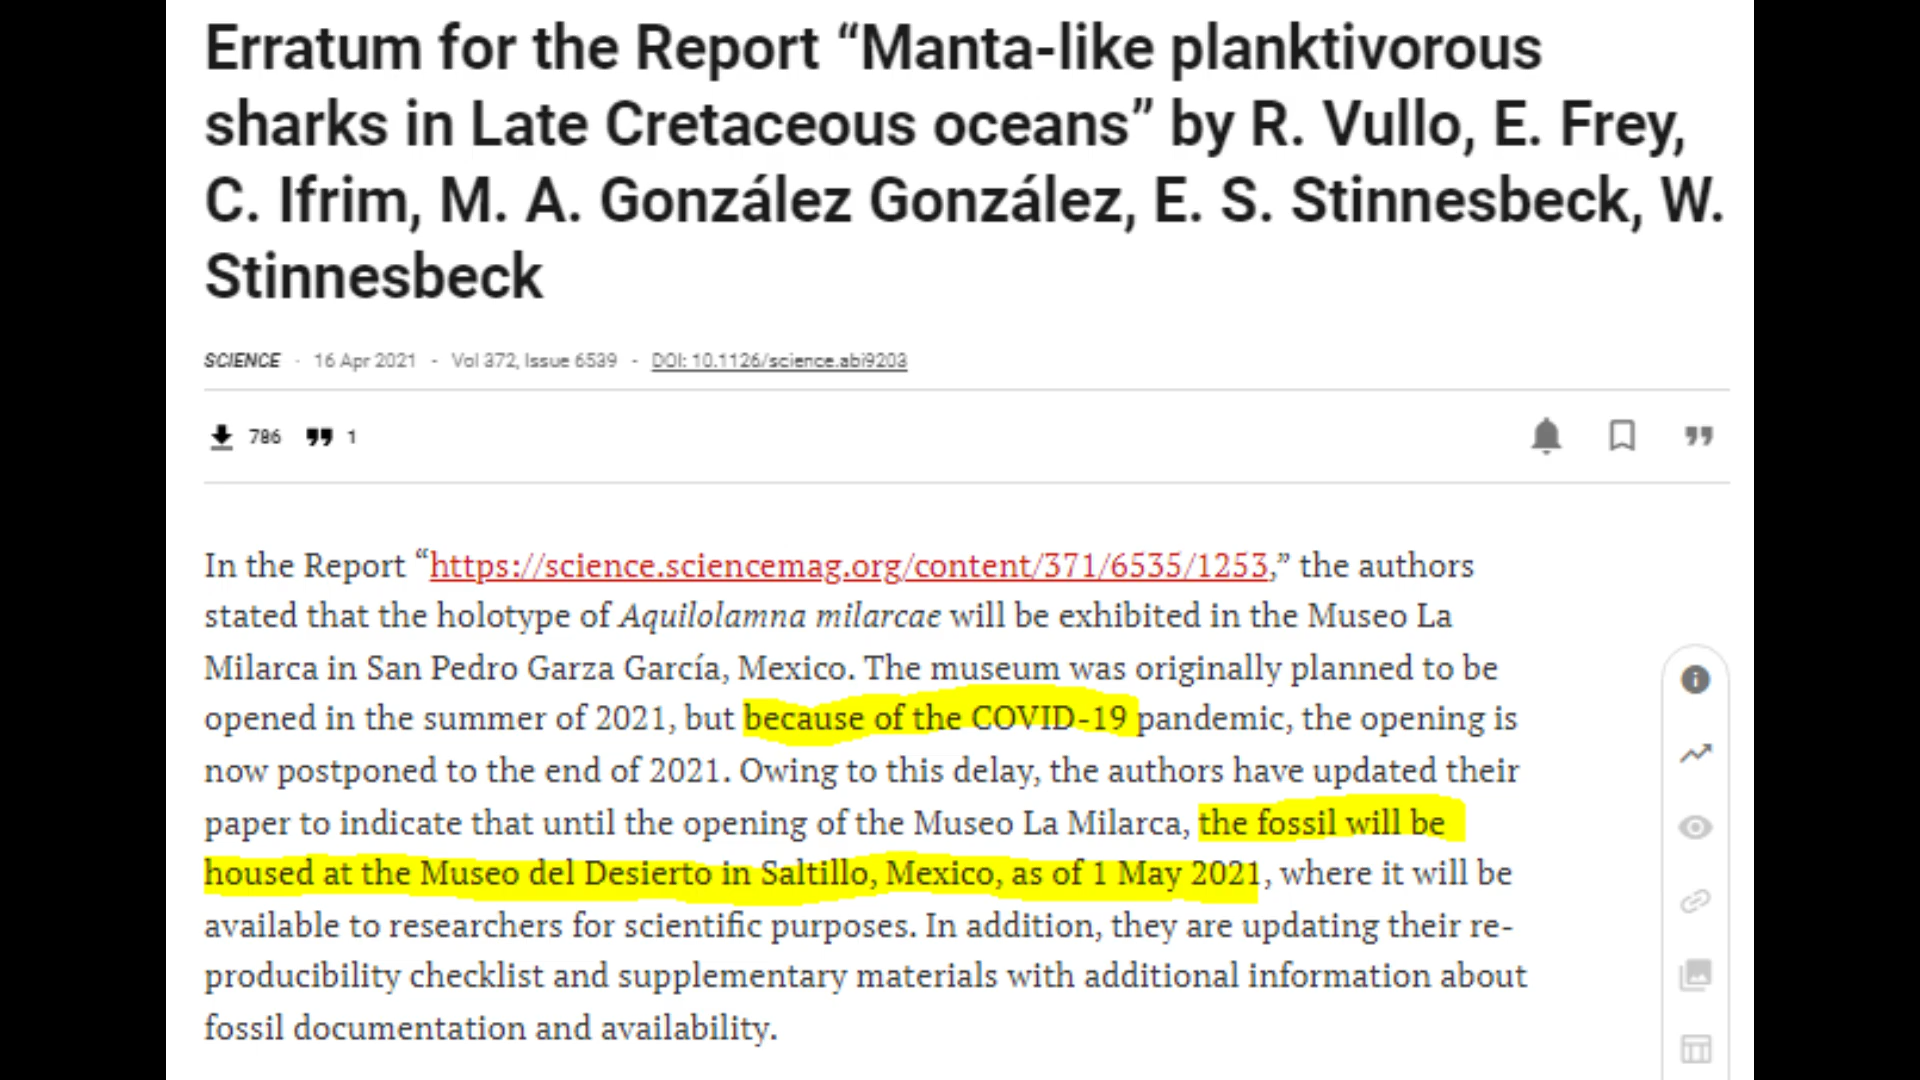 Erratum for the Report “Manta-like planktivorous
sharks in Late Cretaceous oceans” by R. Vullo, E. Frey,
C. Ifrim, M. A. González González, E. S. Stinnesbeck, W.
Stinnesbeck
SCIENCE · 16 Apr 2021 - Vol 372, Issue 6539 - DOI: 10.1126/science.abi9203
786 1
In the Report “https://science.sciencemag.org/content/371/6535/1253,” the authors
stated that the holotype of Aquilolamna milarcae will be exhibited in the Museo La
Milarca in San Pedro Garza García, Mexico. The museum was originally planned to be
opened in the summer of 2021, but because of the COVID-19 pandemic, the opening is
now postponed to the end of 2021. Owing to this delay, the authors have updated their
paper to indicate that until the opening of the Museo La Milarca, the fossil will be
housed at the Museo del Desierto in Saltillo, Mexico, as of 1 May 2021, where it will be
available to researchers for scientific purposes. In addition, they are updating their re-
producibility checklist and supplementary materials with additional information about
fossil documentation and availability.